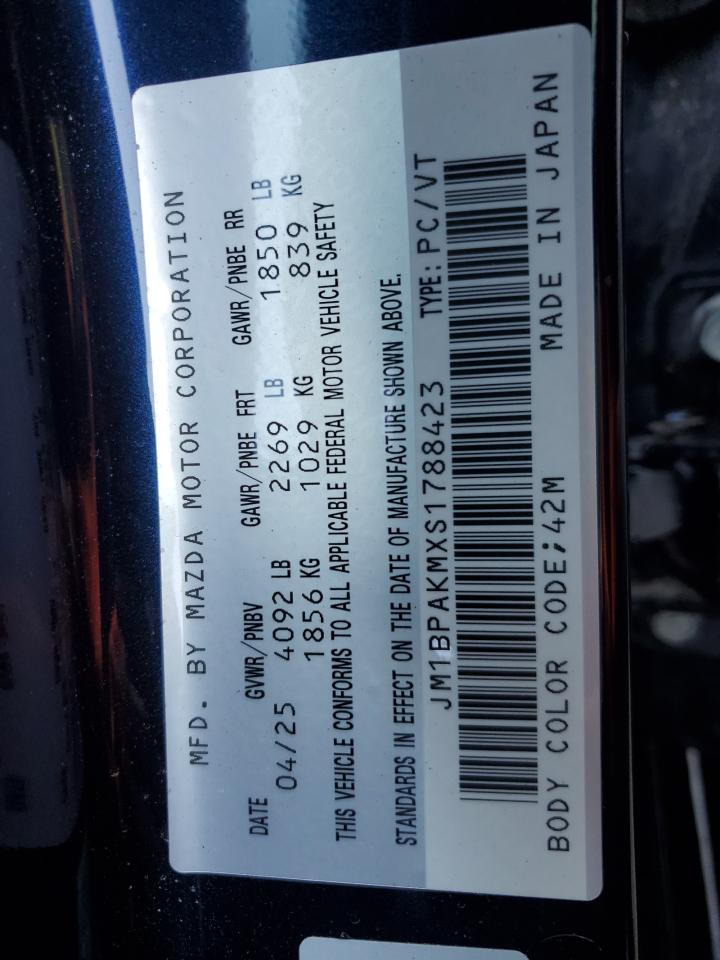 MFD. BY MAZDA MOTOR CORPORATION
DATE GVWR/PNBV GAWR/PNBE FRT GAWR/PNBE RR
04/25 4092 LB 2269 LB 1850 LB
1856 KG 1029 KG 839 KG
THIS VEHICLE CONFORMS TO ALL APPLICABLE FEDERAL MOTOR VEHICLE SAFETY
STANDARDS IN EFFECT ON THE DATE OF MANUFACTURE SHOWN ABOVE.
JM1BPAKMXS1788423 TYPE: PC/VT
BODY COLOR CODE;42M MADE IN JAPAN